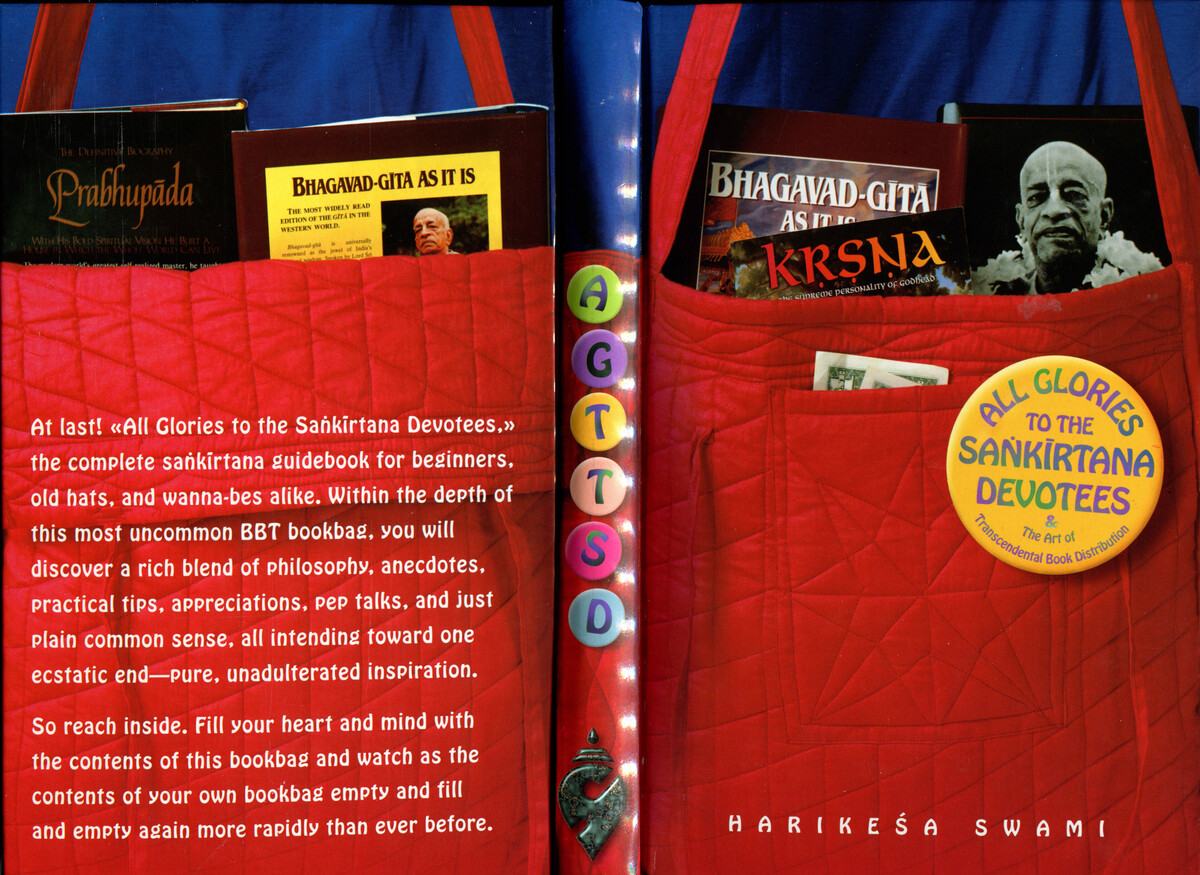 THE DEFINITIVE BIOGRAPHY
Prabhupāda
WITH HIS BOLD SPIRITUAL VISION, HE BUILT A
BHAGAVAD-GĪTĀ AS IT IS
THE MOST WIDELY READ
EDITION OF THE GĪTĀ IN THE
WESTERN WORLD.
Bhagavad-gītā is universally
renowned as the jewel of India's
At last! «All Glories to the Saṅkīrtana Devotees,»
the complete saṅkīrtana guidebook for beginners,
old hats, and wanna-bes alike. Within the depth of
this most uncommon BBT bookbag, you will
discover a rich blend of philosophy, anecdotes,
practical tips, appreciations, pep talks, and just
plain common sense, all intending toward one
ecstatic end—pure, unadulterated inspiration.
So reach inside. Fill your heart and mind with
the contents of this bookbag and watch as the
contents of your own bookbag empty and fill
and empty again more rapidly than ever before.
A
G
T
T
S
D
BHAGAVAD-GĪTĀ
AS IT IS
KṚṢṆA
THE SUPREME PERSONALITY OF GODHEAD
ALL GLORIES
TO THE
SAṄKĪRTANA
DEVOTEES
&
The Art of
Transcendental Book Distribution
HARIKEŚA SWAMI